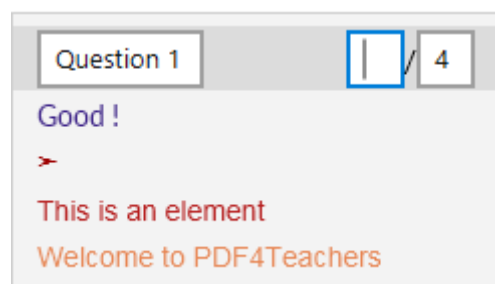 Question 1 / 4
Good !
➢
This is an element
Welcome to PDF4Teachers